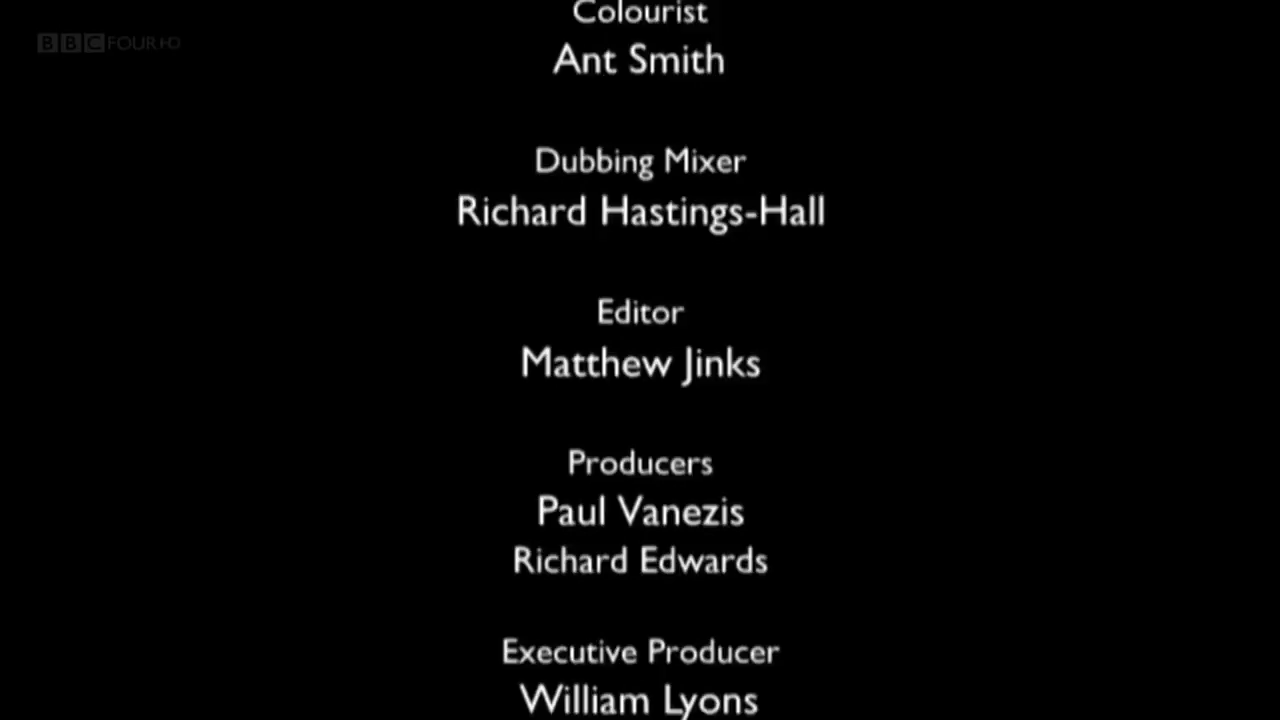 BBC FOUR HD
Colourist
Ant Smith
Dubbing Mixer
Richard Hastings-Hall
Editor
Matthew Jinks
Producers
Paul Vanezis
Richard Edwards
Executive Producer
William Lyons